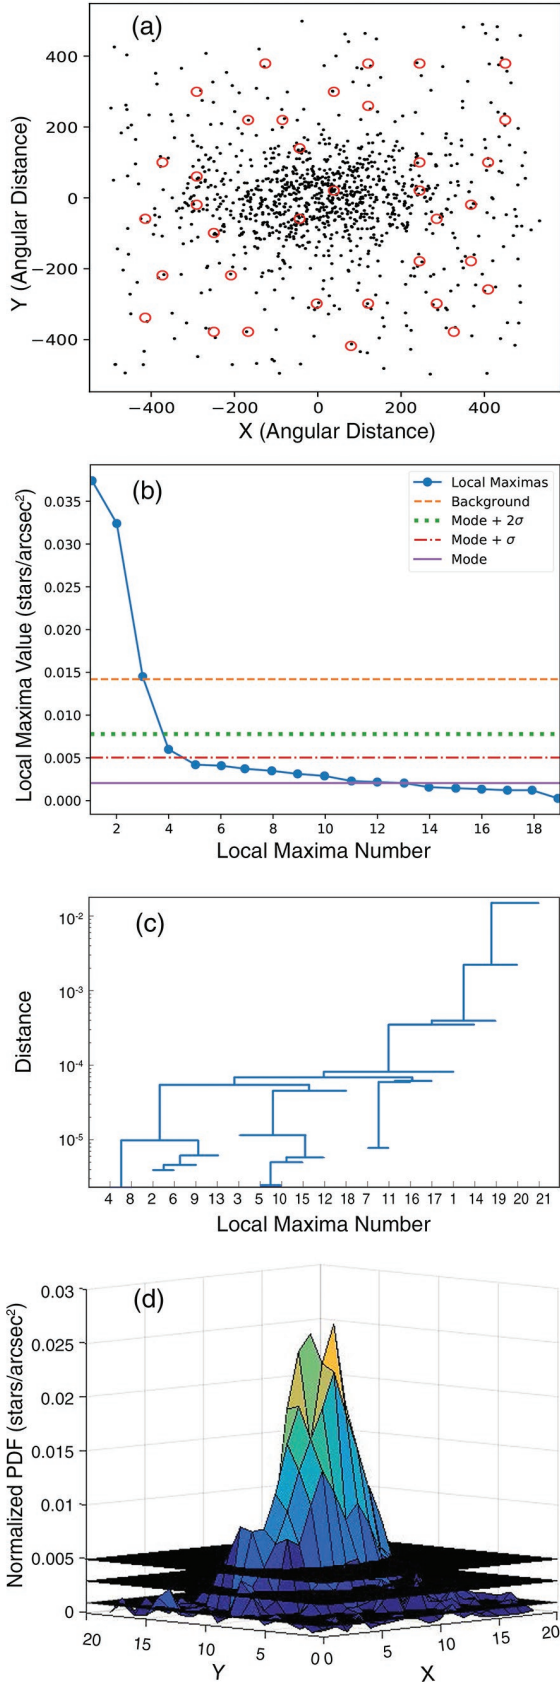 (a)
400
200
0
−200
−400
Y (Angular Distance)
−400 −200 0 200 400
X (Angular Distance)
(b)
Local Maximas
Background
Mode + 2σ
Mode + σ
Mode
0.035
0.030
0.025
0.020
0.015
0.010
0.005
0.000
Local Maxima Value (stars/arcsec²)
2 4 6 8 10 12 14 16 18
Local Maxima Number
(c)
10⁻²
10⁻³
10⁻⁴
10⁻⁵
Distance
4 8 2 6 9 13 3 5 10 15 12 18 7 11 16 17 1 14 19 20 21
Local Maxima Number
(d)
0.03
0.025
0.02
0.015
0.01
0.005
0
Normalized PDF (stars/arcsec²)
20 15 10 5 0 0 5 10 15 20
Y X